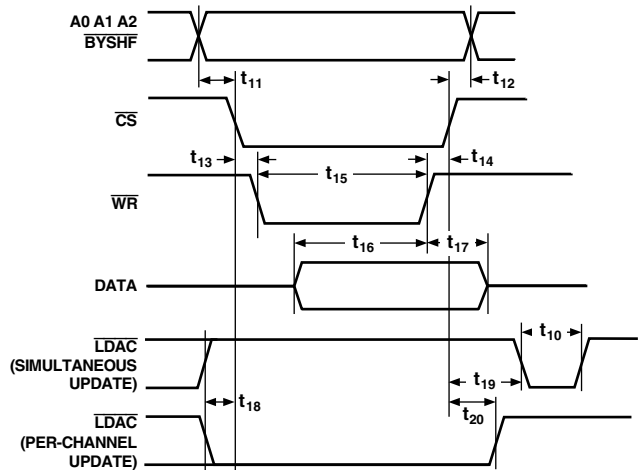 A0 A1 A2
BYSHF
t11
t12
CS
t13
t15
t14
WR
t16
t17
DATA
LDAC
(SIMULTANEOUS
UPDATE)
t10
t19
t18
t20
LDAC
(PER-CHANNEL
UPDATE)